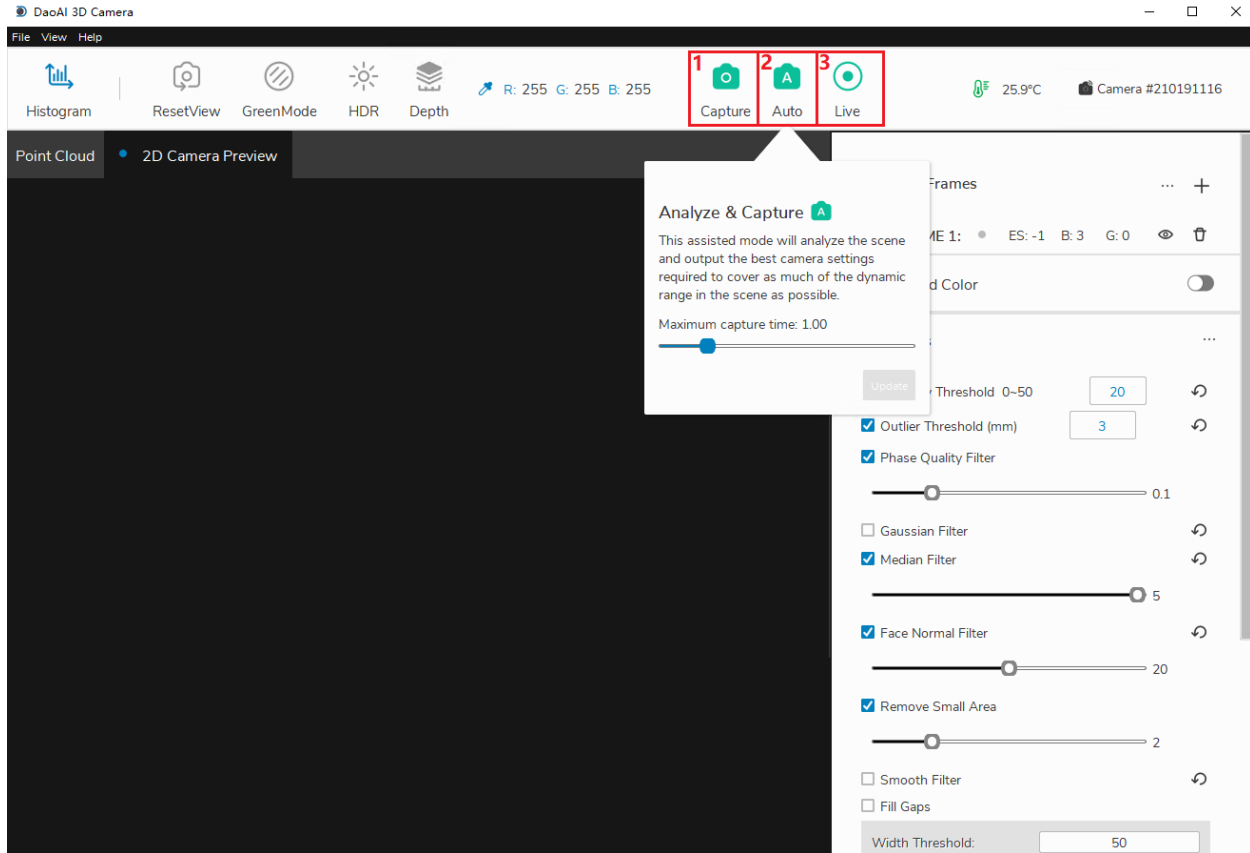 DaoAI 3D Camera
File View Help
1 2 3
Histogram ResetView GreenMode HDR Depth R: 255 G: 255 B: 255 Capture Auto Live 25.9°C Camera #210191116
Point Cloud 2D Camera Preview
Frames
ME 1: ES: -1 B: 3 G: 0
d Color
Analyze & Capture A
This assisted mode will analyze the scene
and output the best camera settings
required to cover as much of the dynamic
range in the scene as possible.
Maximum capture time: 1.00
Update
Threshold 0~50 20
Outlier Threshold (mm) 3
Phase Quality Filter
0.1
Gaussian Filter
Median Filter
5
Face Normal Filter
20
Remove Small Area
2
Smooth Filter
Fill Gaps
Width Threshold: 50